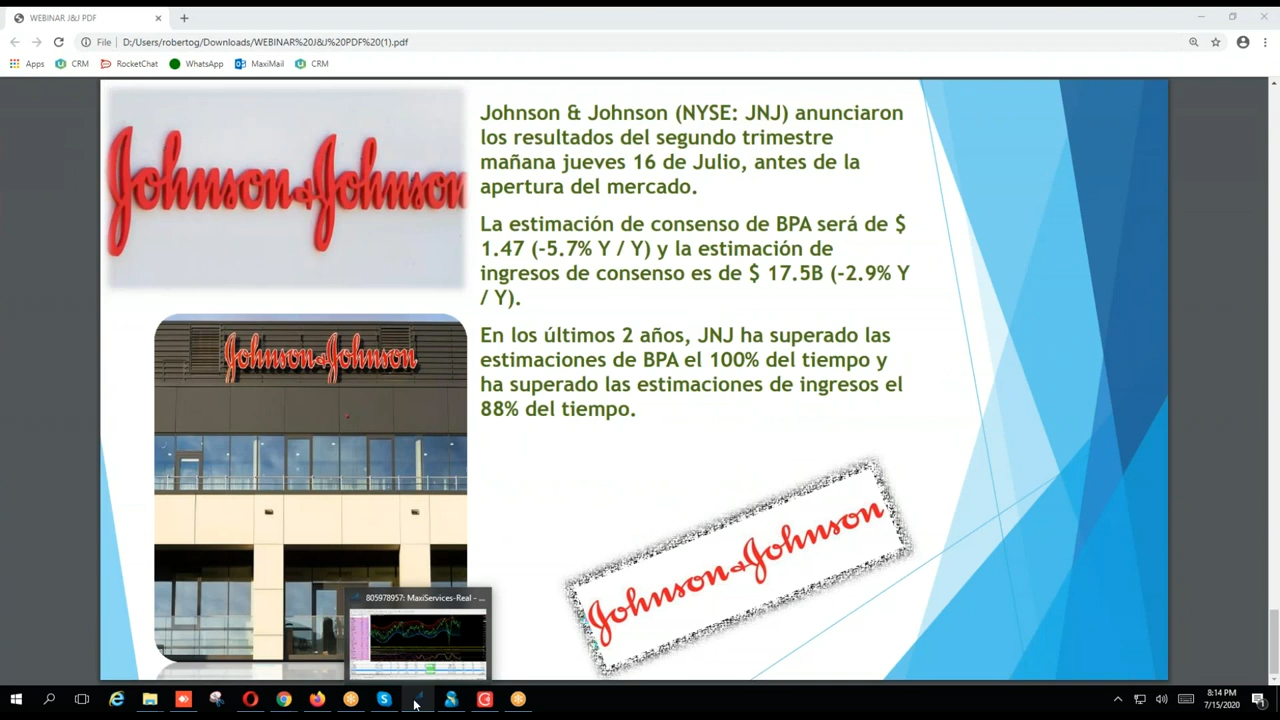 WEBINAR J&J PDF
File
D:/Users/robertog/Downloads/WEBINAR%20J&J%20PDF%20(1).pdf
Apps
CRM
RocketChat
WhatsApp
MaxiMail
CRM
Johnson & Johnson
Johnson & Johnson (NYSE: JNJ) anunciaron
los resultados del segundo trimestre
mañana jueves 16 de Julio, antes de la
apertura del mercado.
La estimación de consenso de BPA será de $
1.47 (-5.7% Y / Y) y la estimación de
ingresos de consenso es de $ 17.5B (-2.9% Y
/ Y).
En los últimos 2 años, JNJ ha superado las
estimaciones de BPA el 100% del tiempo y
ha superado las estimaciones de ingresos el
88% del tiempo.
Johnson & Johnson
Johnson & Johnson
805978957: MaxiServices-Real - ...
8:14 PM
7/15/2020